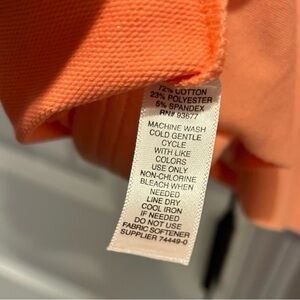 72% COTTON
23% POLYESTER
5% SPANDEX
RN# 93677
MACHINE WASH
COLD GENTLE
CYCLE
WITH LIKE
COLORS
USE ONLY
NON-CHLORINE
BLEACH WHEN
NEEDED
LINE DRY
COOL IRON
IF NEEDED
DO NOT USE
FABRIC SOFTENER
SUPPLIER 74449-0